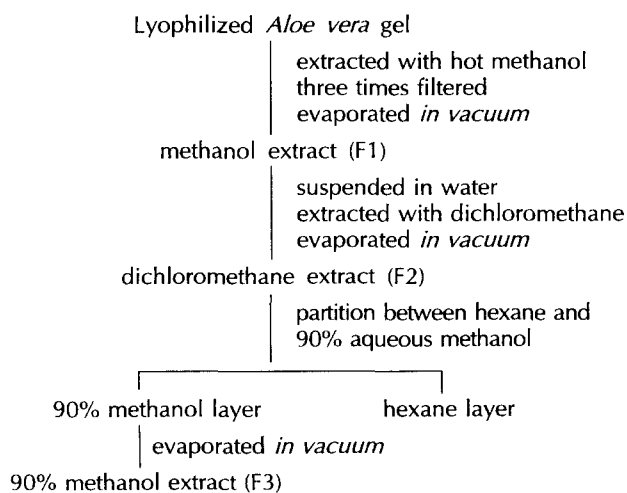 Lyophilized Aloe vera gel
extracted with hot methanol
three times filtered
evaporated in vacuum
methanol extract (F1)
suspended in water
extracted with dichloromethane
evaporated in vacuum
dichloromethane extract (F2)
partition between hexane and
90% aqueous methanol
90% methanol layer
hexane layer
evaporated in vacuum
90% methanol extract (F3)